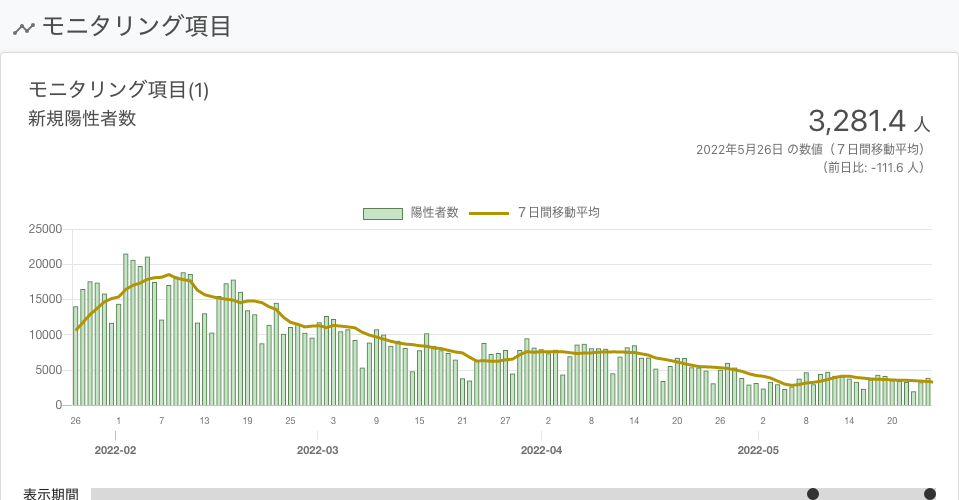 モニタリング項目
モニタリング項目(1)
新規陽性者数
3,281.4 人
2022年5月26日 の数値（７日間移動平均）
（前日比: -111.6 人）
陽性者数 ７日間移動平均
25000
20000
15000
10000
5000
0
26 1 7 13 19 25 3 9 15 21 27 2 8 14 20 26 2 8 14 20
2022-02 2022-03 2022-04 2022-05
表示期間